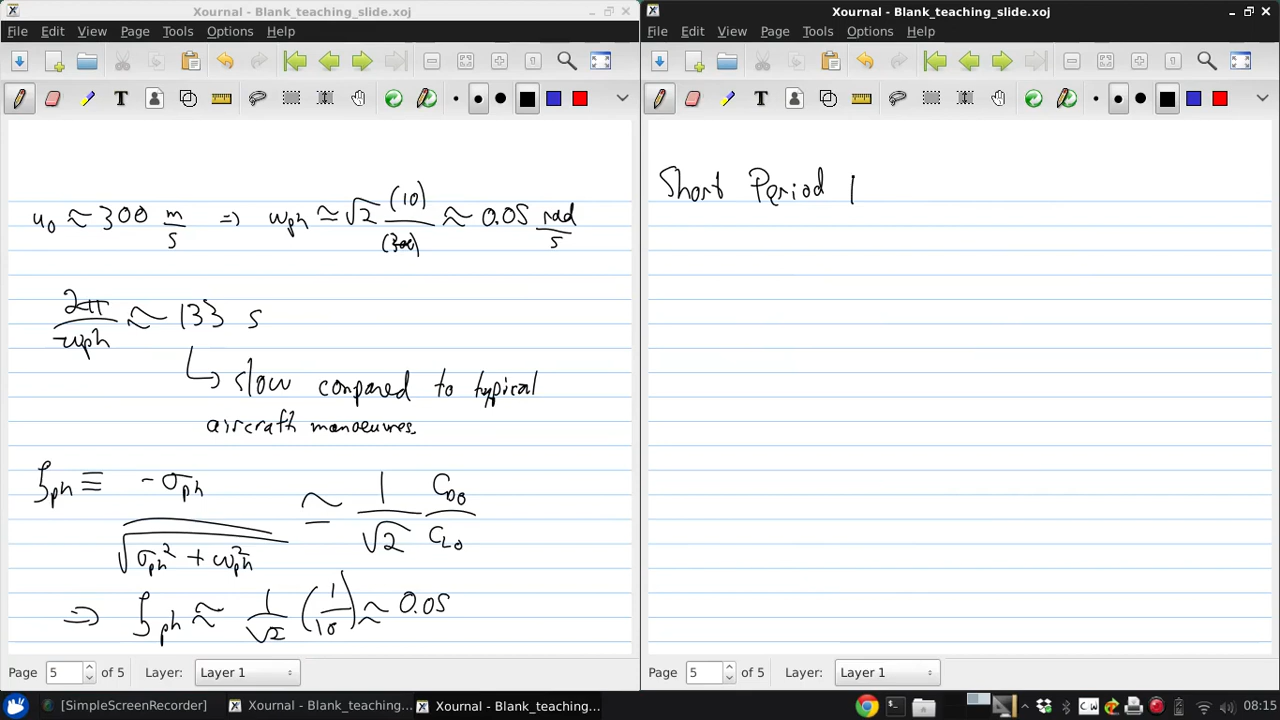 Xournal - Blank_teaching_slide.xoj
File Edit View Page Tools Options Help
u₀ ≈ 300 m/s ⇒ ωph ≃ √2 (10)/(300) ≈ 0.05 rad/s
2π/ωph ≈ 133 s
↳ slow compared to typical
aircraft manoeuvres.
ζph ≡ -σph/√(σph² + ωph²) ≃ 1/√2 C_D₀/C_L₀
⇒ ζph ≈ 1/√2 (1/10) ≈ 0.05
Page 5 of 5 Layer: Layer 1
Xournal - Blank_teaching_slide.xoj
File Edit View Page Tools Options Help
Short Period
Page 5 of 5 Layer: Layer 1
[SimpleScreenRecorder] Xournal - Blank_teaching... Xournal - Blank_teaching... 08:15